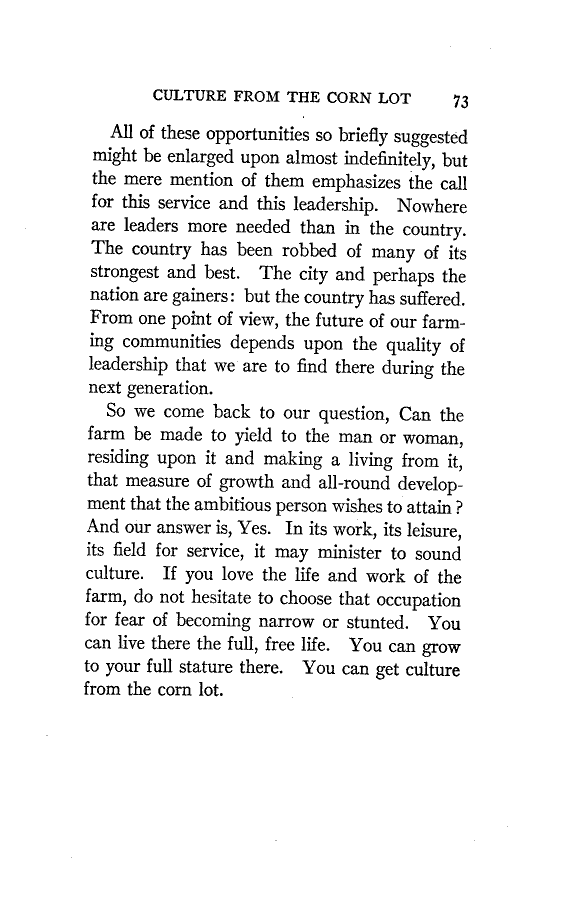 CULTURE FROM THE CORN LOT 73
All of these opportunities so briefly suggested
might be enlarged upon almost indefinitely, but
the mere mention of them emphasizes the call
for this service and this leadership. Nowhere
are leaders more needed than in the country.
The country has been robbed of many of its
strongest and best. The city and perhaps the
nation are gainers: but the country has suffered.
From one point of view, the future of our farm-
ing communities depends upon the quality of
leadership that we are to find there during the
next generation.
So we come back to our question, Can the
farm be made to yield to the man or woman,
residing upon it and making a living from it,
that measure of growth and all-round develop-
ment that the ambitious person wishes to attain?
And our answer is, Yes. In its work, its leisure,
its field for service, it may minister to sound
culture. If you love the life and work of the
farm, do not hesitate to choose that occupation
for fear of becoming narrow or stunted. You
can live there the full, free life. You can grow
to your full stature there. You can get culture
from the corn lot.